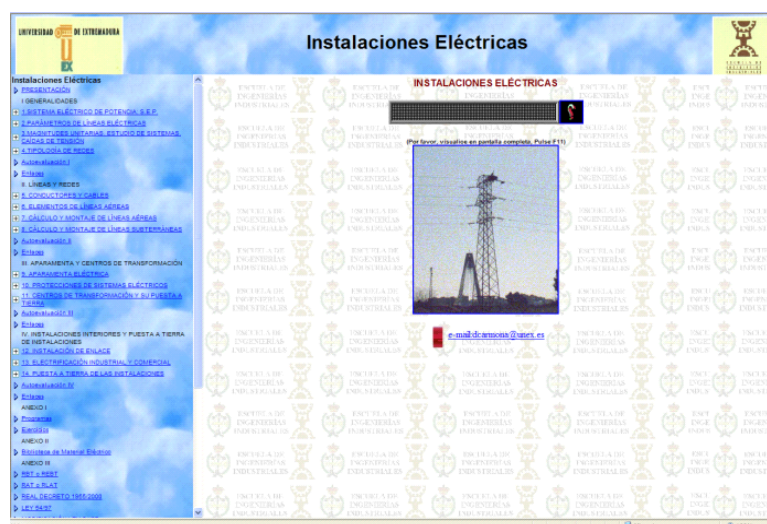 UNIVERSIDAD DE EXTREMADURA
EX
Instalaciones Eléctricas
Instalaciones Eléctricas
PRESENTACIÓN
I GENERALIDADES
1.SISTEMA ELÉCTRICO DE POTENCIA: S.E.P.
2.PARÁMETROS DE LÍNEAS ELÉCTRICAS
3.MAGNITUDES UNITARIAS. ESTUDIO DE SISTEMAS.
CAÍDAS DE TENSIÓN
4.TIPOLOGÍA DE REDES
Autoevaluación I
Enlaces
II. LÍNEAS Y REDES
5. CONDUCTORES Y CABLES
6. ELEMENTOS DE LÍNEAS AÉREAS
7. CÁLCULO Y MONTAJE DE LÍNEAS AÉREAS
8. CÁLCULO Y MONTAJE DE LÍNEAS SUBTERRÁNEAS
Autoevaluación II
Enlaces
III. APARAMENTA Y CENTROS DE TRANSFORMACIÓN
9. APARAMENTA ELÉCTRICA
10. PROTECCIONES DE SISTEMAS ELÉCTRICOS
11. CENTROS DE TRANSFORMACIÓN Y SU PUESTA A
TIERRA
Autoevaluación III
Enlaces
IV. INSTALACIONES INTERIORES Y PUESTA A TIERRA
DE INSTALACIONES
12. INSTALACIÓN DE ENLACE
13. ELECTRIFICACIÓN INDUSTRIAL Y COMERCIAL
14. PUESTA A TIERRA DE LAS INSTALACIONES
Autoevaluación IV
Enlaces
ANEXO I
Programas
Ejercicios
ANEXO II
Biblioteca de Material Eléctrico
ANEXO III
RBT o REBT
RAT o RLAT
REAL DECRETO 1955/2000
LEY 54/97
INSTALACIONES ELÉCTRICAS
(Por favor, visualice en pantalla completa. Pulse F11)
e-mail:dcarmona@unex.es
ESCUELA DE
INGENIERÍAS
INDUSTRIALES